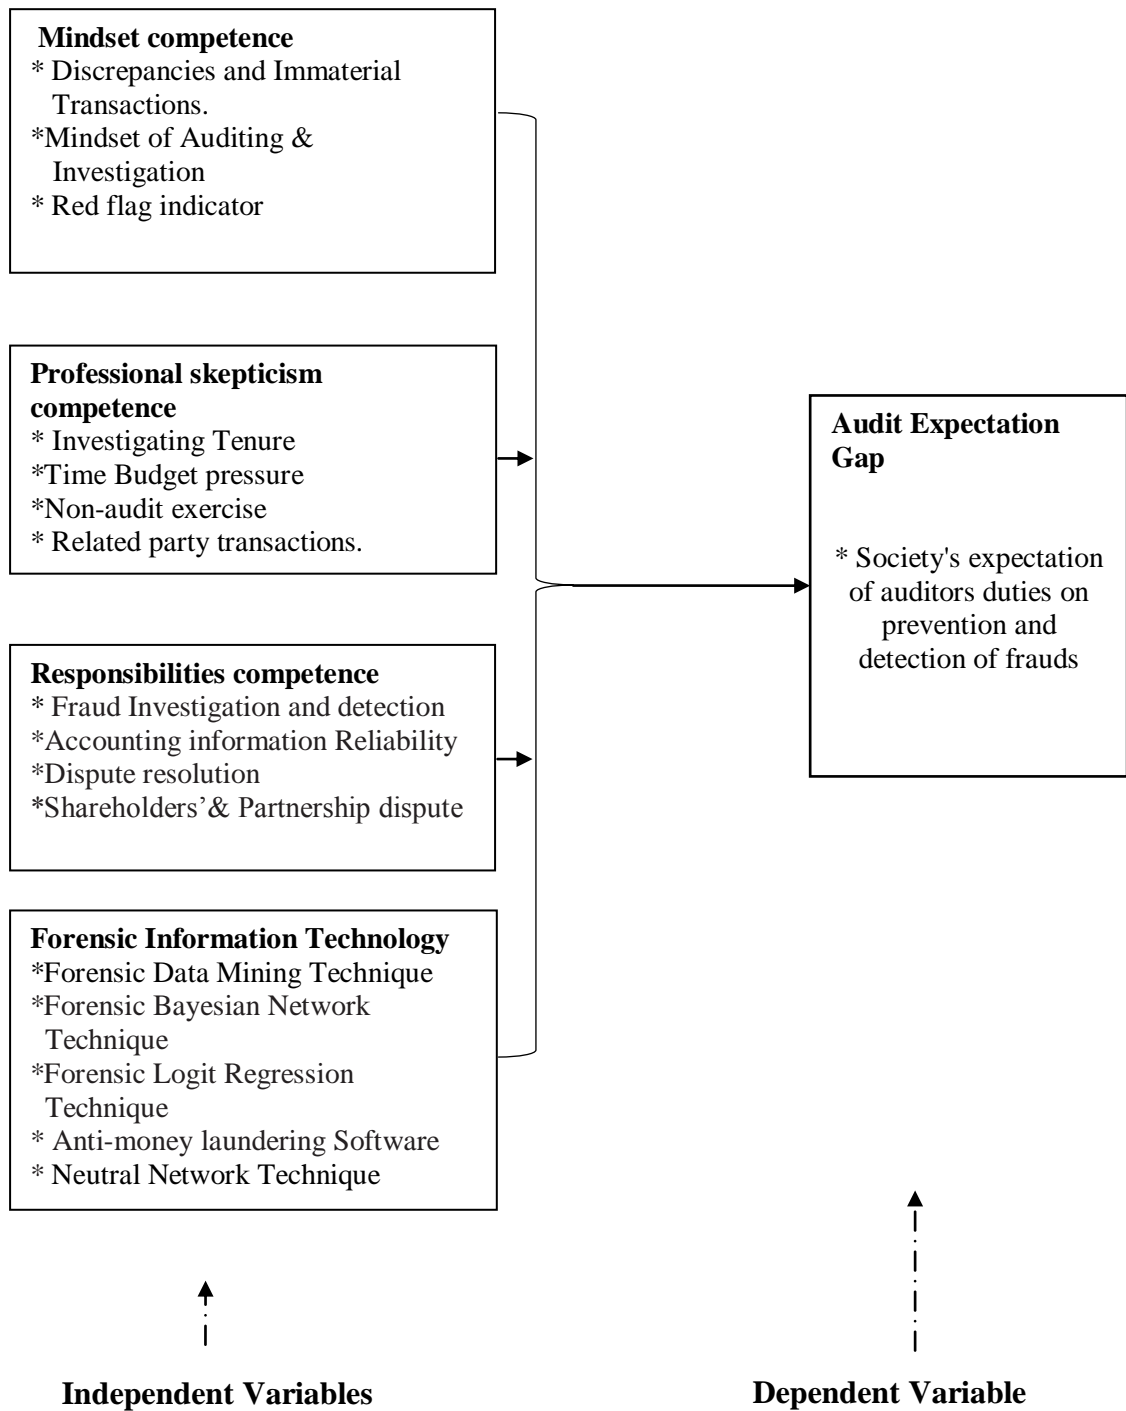 Mindset competence
* Discrepancies and Immaterial
Transactions.
*Mindset of Auditing &
Investigation
* Red flag indicator
Professional skepticism
competence
* Investigating Tenure
*Time Budget pressure
*Non-audit exercise
* Related party transactions.
Responsibilities competence
* Fraud Investigation and detection
*Accounting information Reliability
*Dispute resolution
*Shareholders’& Partnership dispute
Forensic Information Technology
*Forensic Data Mining Technique
*Forensic Bayesian Network
Technique
*Forensic Logit Regression
Technique
* Anti-money laundering Software
* Neutral Network Technique
Audit Expectation
Gap
* Society's expectation
of auditors duties on
prevention and
detection of frauds
Independent Variables
Dependent Variable